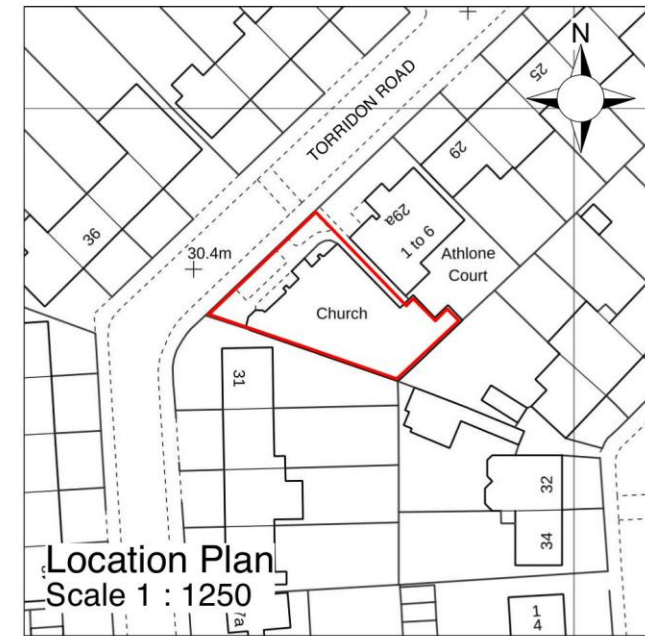 N
25
TORRIDON ROAD
29
29a
1 to 6
36
Athlone
Court
30.4m
Church
31
32
34
Location Plan
Scale 1 : 1250
7a
1
4